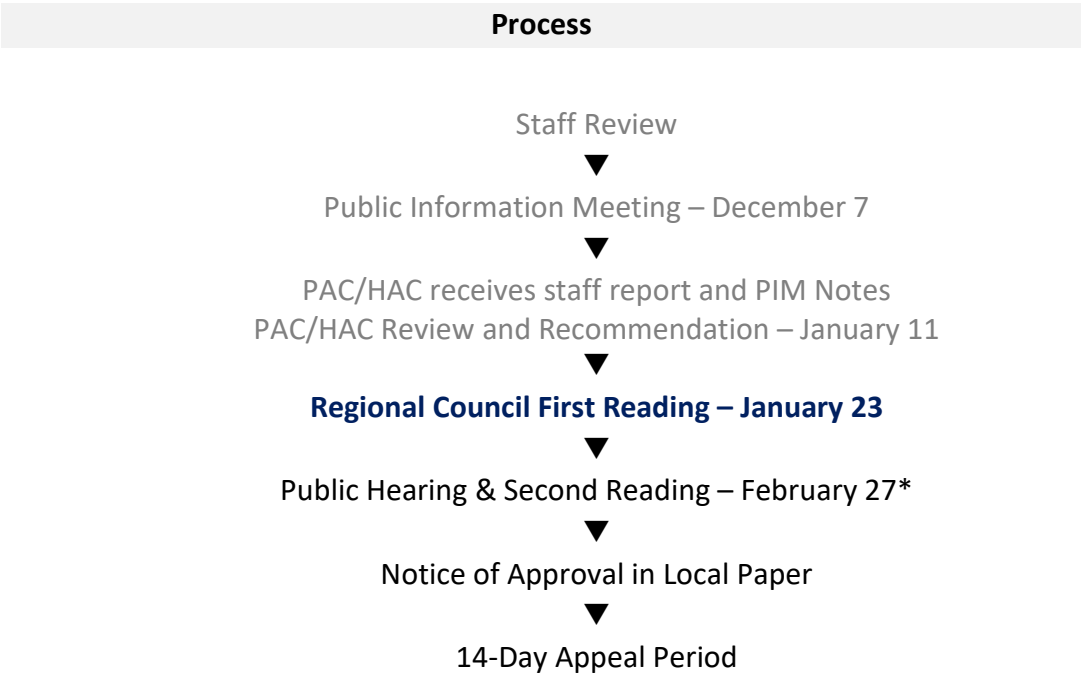 Process
Staff Review
Public Information Meeting – December 7
PAC/HAC receives staff report and PIM Notes
PAC/HAC Review and Recommendation – January 11
Regional Council First Reading – January 23
Public Hearing & Second Reading – February 27*
Notice of Approval in Local Paper
14-Day Appeal Period